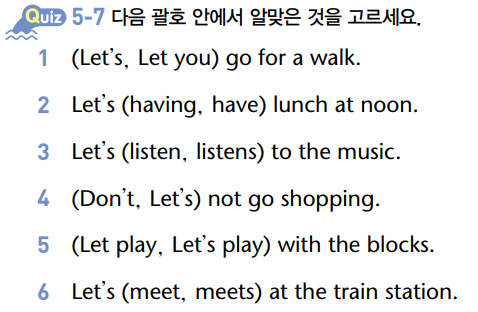 Quiz 5-7 다음 괄호 안에서 알맞은 것을 고르세요.
1 (Let's, Let you) go for a walk.
2 Let's (having, have) lunch at noon.
3 Let's (listen, listens) to the music.
4 (Don't, Let's) not go shopping.
5 (Let play, Let's play) with the blocks.
6 Let's (meet, meets) at the train station.